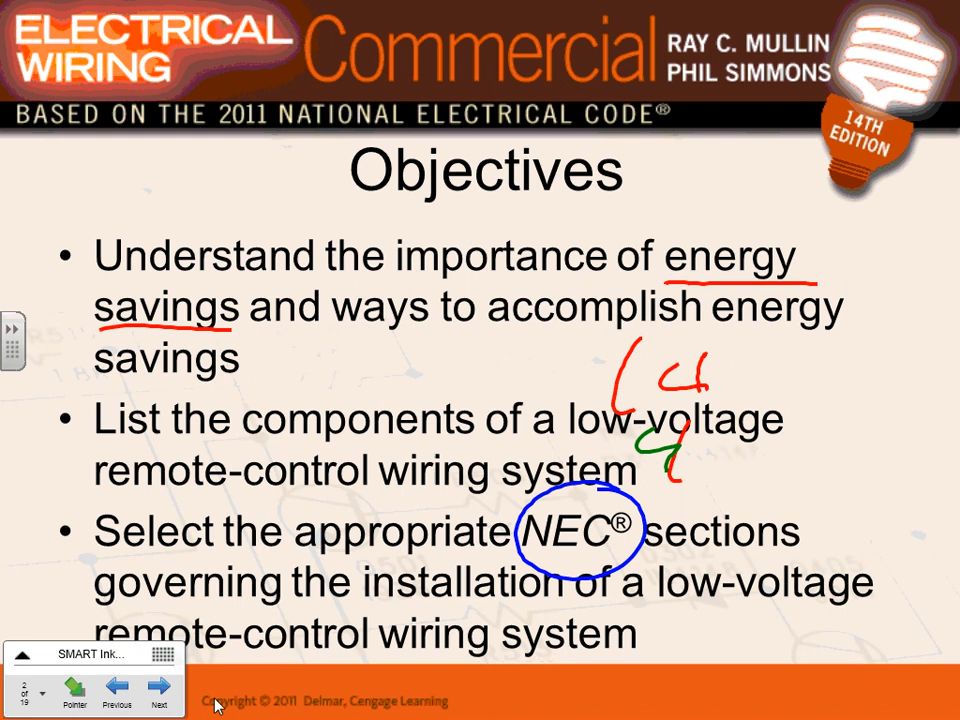 ELECTRICAL
WIRING
Commercial
RAY C. MULLIN
PHIL SIMMONS
BASED ON THE 2011 NATIONAL ELECTRICAL CODE®
14TH
EDITION
Objectives
• Understand the importance of energy
savings and ways to accomplish energy
savings
• List the components of a low-voltage
remote-control wiring system
• Select the appropriate NEC® sections
governing the installation of a low-voltage
remote-control wiring system
SMART Ink...
2
of
19
Pointer
Previous
Next
Copyright © 2011 Delmar, Cengage Learning